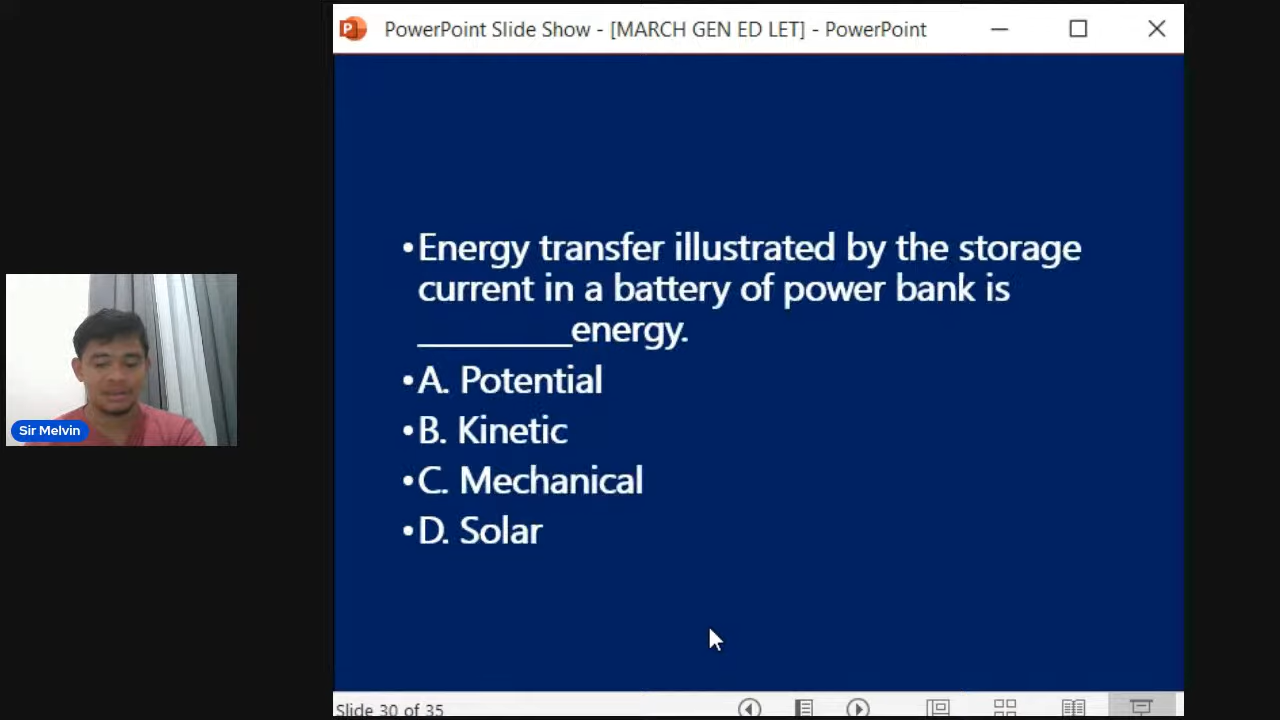 PowerPoint Slide Show - [MARCH GEN ED LET] - PowerPoint
•Energy transfer illustrated by the storage
current in a battery of power bank is
________energy.
•A. Potential
•B. Kinetic
•C. Mechanical
•D. Solar
Sir Melvin
Slide 30 of 35